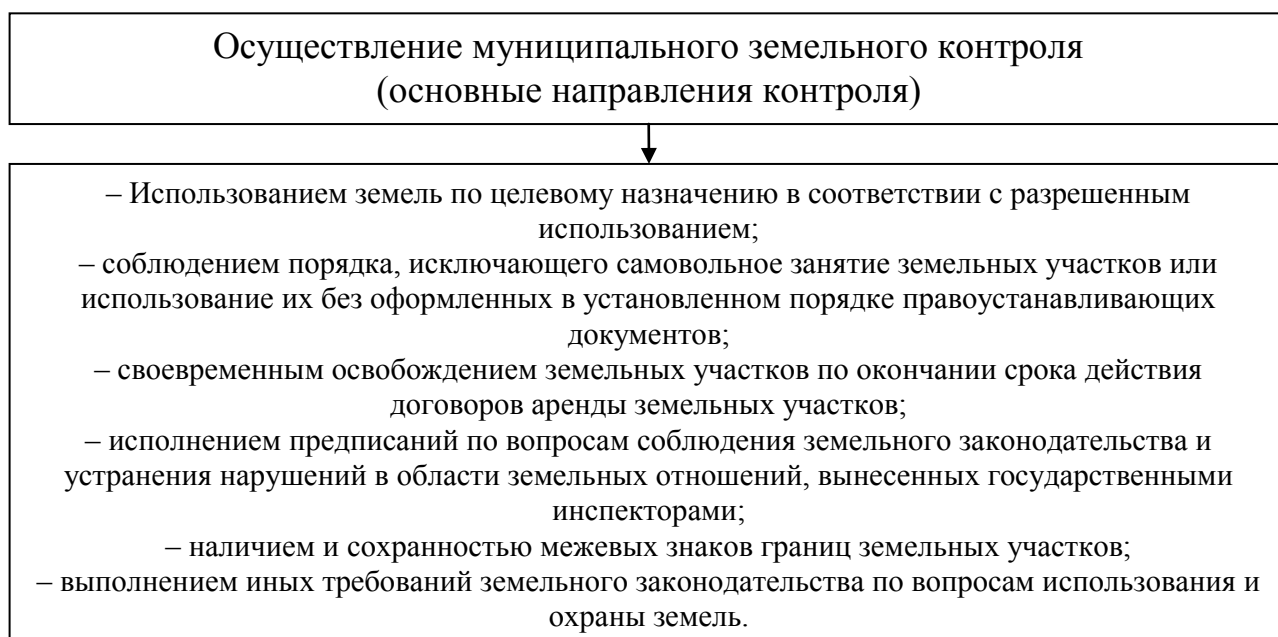 Осуществление муниципального земельного контроля
(основные направления контроля)
– Использованием земель по целевому назначению в соответствии с разрешенным
использованием;
– соблюдением порядка, исключающего самовольное занятие земельных участков или
использование их без оформленных в установленном порядке правоустанавливающих
документов;
– своевременным освобождением земельных участков по окончании срока действия
договоров аренды земельных участков;
– исполнением предписаний по вопросам соблюдения земельного законодательства и
устранения нарушений в области земельных отношений, вынесенных государственными
инспекторами;
– наличием и сохранностью межевых знаков границ земельных участков;
– выполнением иных требований земельного законодательства по вопросам использования и
охраны земель.